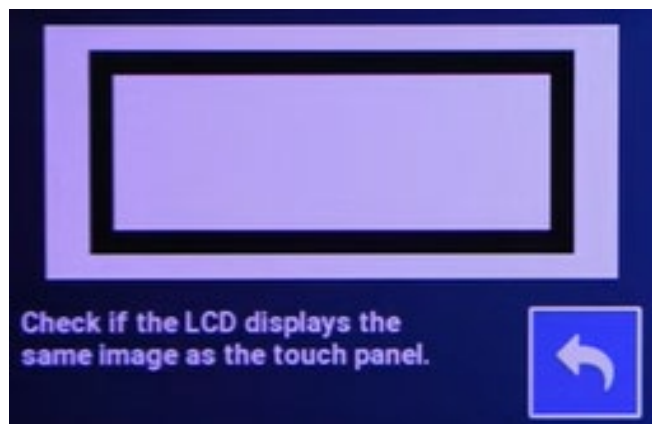 Check if the LCD displays the
same image as the touch panel.